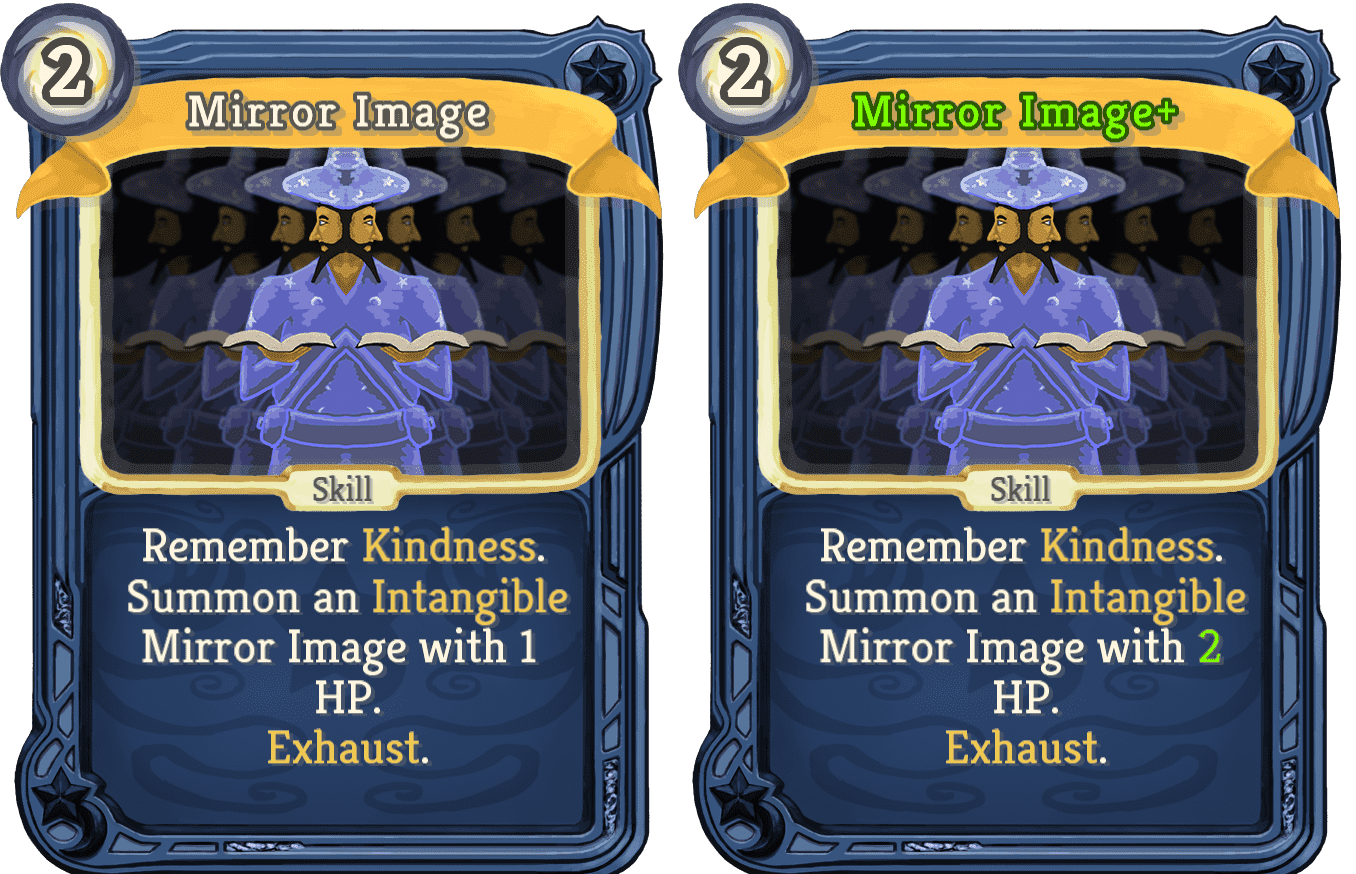 2
Mirror Image
Skill
Remember Kindness.
Summon an Intangible
Mirror Image with 1
HP.
Exhaust.
2
Mirror Image+
Skill
Remember Kindness.
Summon an Intangible
Mirror Image with 2
HP.
Exhaust.